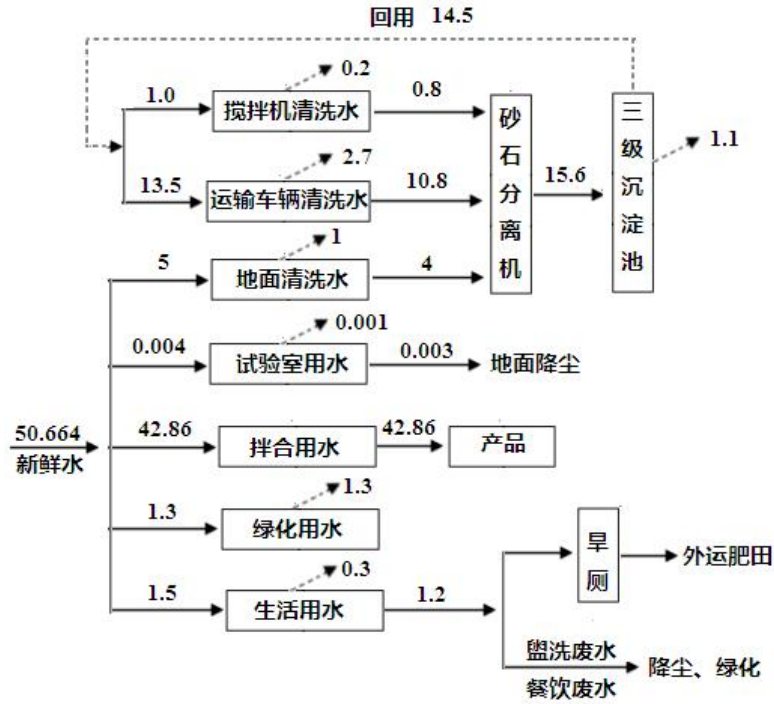 回用 14.5
1.0
搅拌机清洗水
0.2
0.8
13.5
运输车辆清洗水
2.7
10.8
砂石分离机
15.6
三级沉淀池
1.1
5
地面清洗水
1
4
0.004
试验室用水
0.001
0.003
地面降尘
50.664
新鲜水
42.86
拌合用水
42.86
产品
1.3
绿化用水
1.3
1.5
生活用水
0.3
1.2
旱厕
外运肥田
盥洗废水
餐饮废水
降尘、绿化